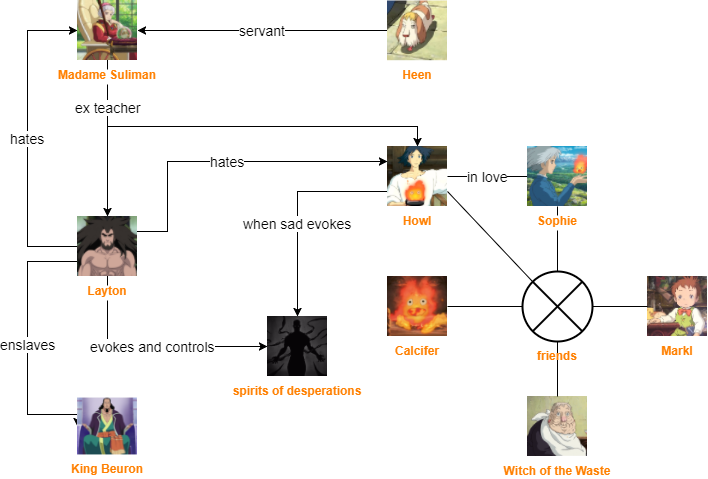 servant
Madame Suliman
Heen
ex teacher
hates
hates
in love
Howl
Sophie
when sad evokes
Layton
enslaves
evokes and controls
Calcifer
friends
Markl
spirits of desperations
King Beuron
Witch of the Waste